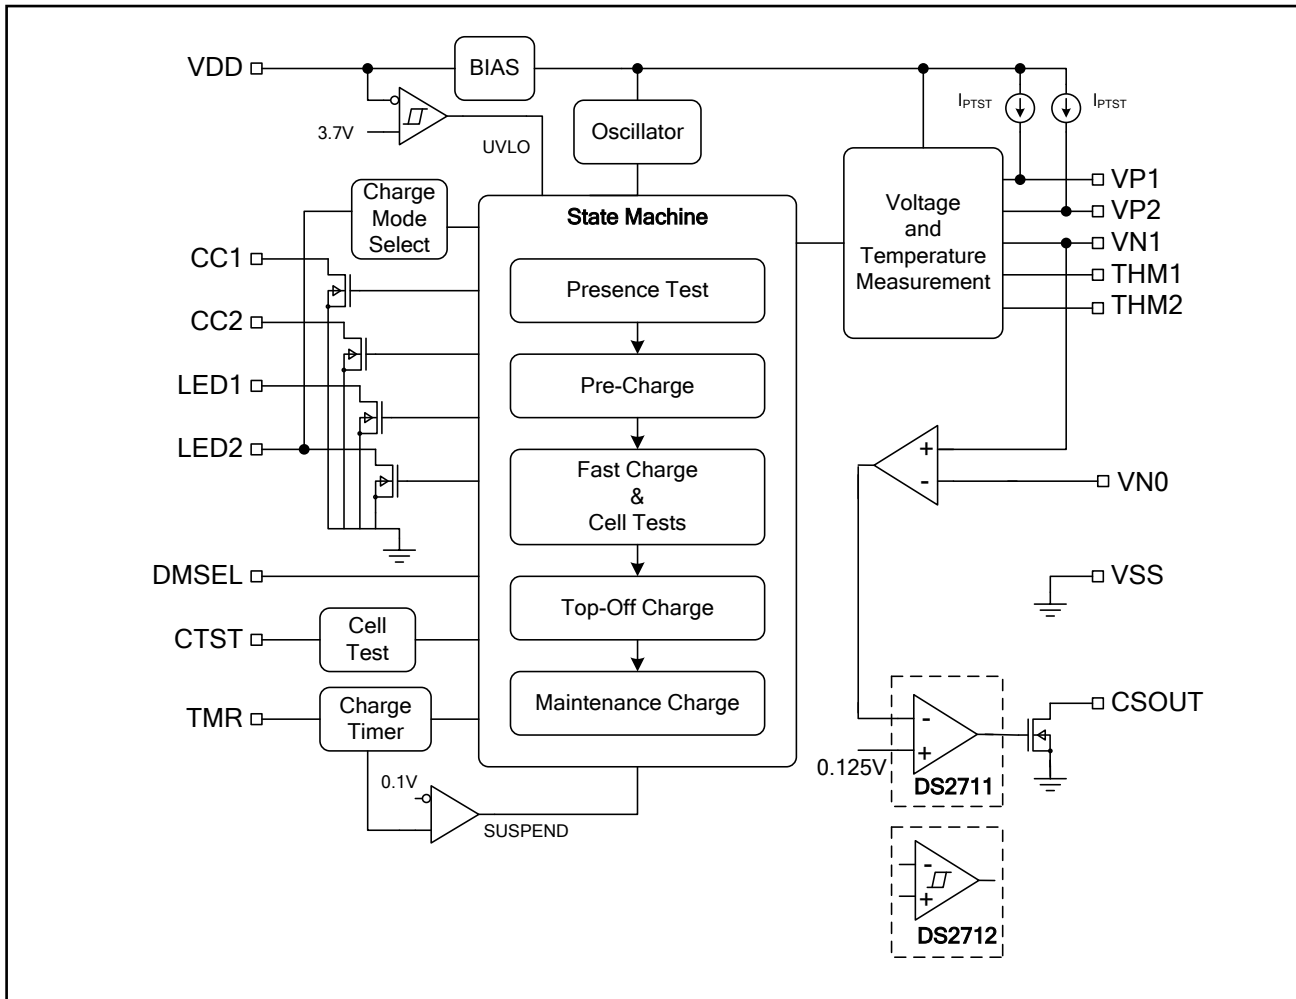 VDD
BIAS
3.7V
UVLO
Oscillator
I_PTST
I_PTST
Charge
Mode
Select
State Machine
Voltage
and
Temperature
Measurement
VP1
VP2
VN1
THM1
THM2
CC1
CC2
LED1
LED2
Presence Test
Pre-Charge
Fast Charge
&
Cell Tests
Top-Off Charge
Maintenance Charge
+
-
VN0
DMSEL
VSS
CTST
Cell
Test
TMR
Charge
Timer
0.1V
SUSPEND
-
+
0.125V
DS2711
CSOUT
-
+
DS2712